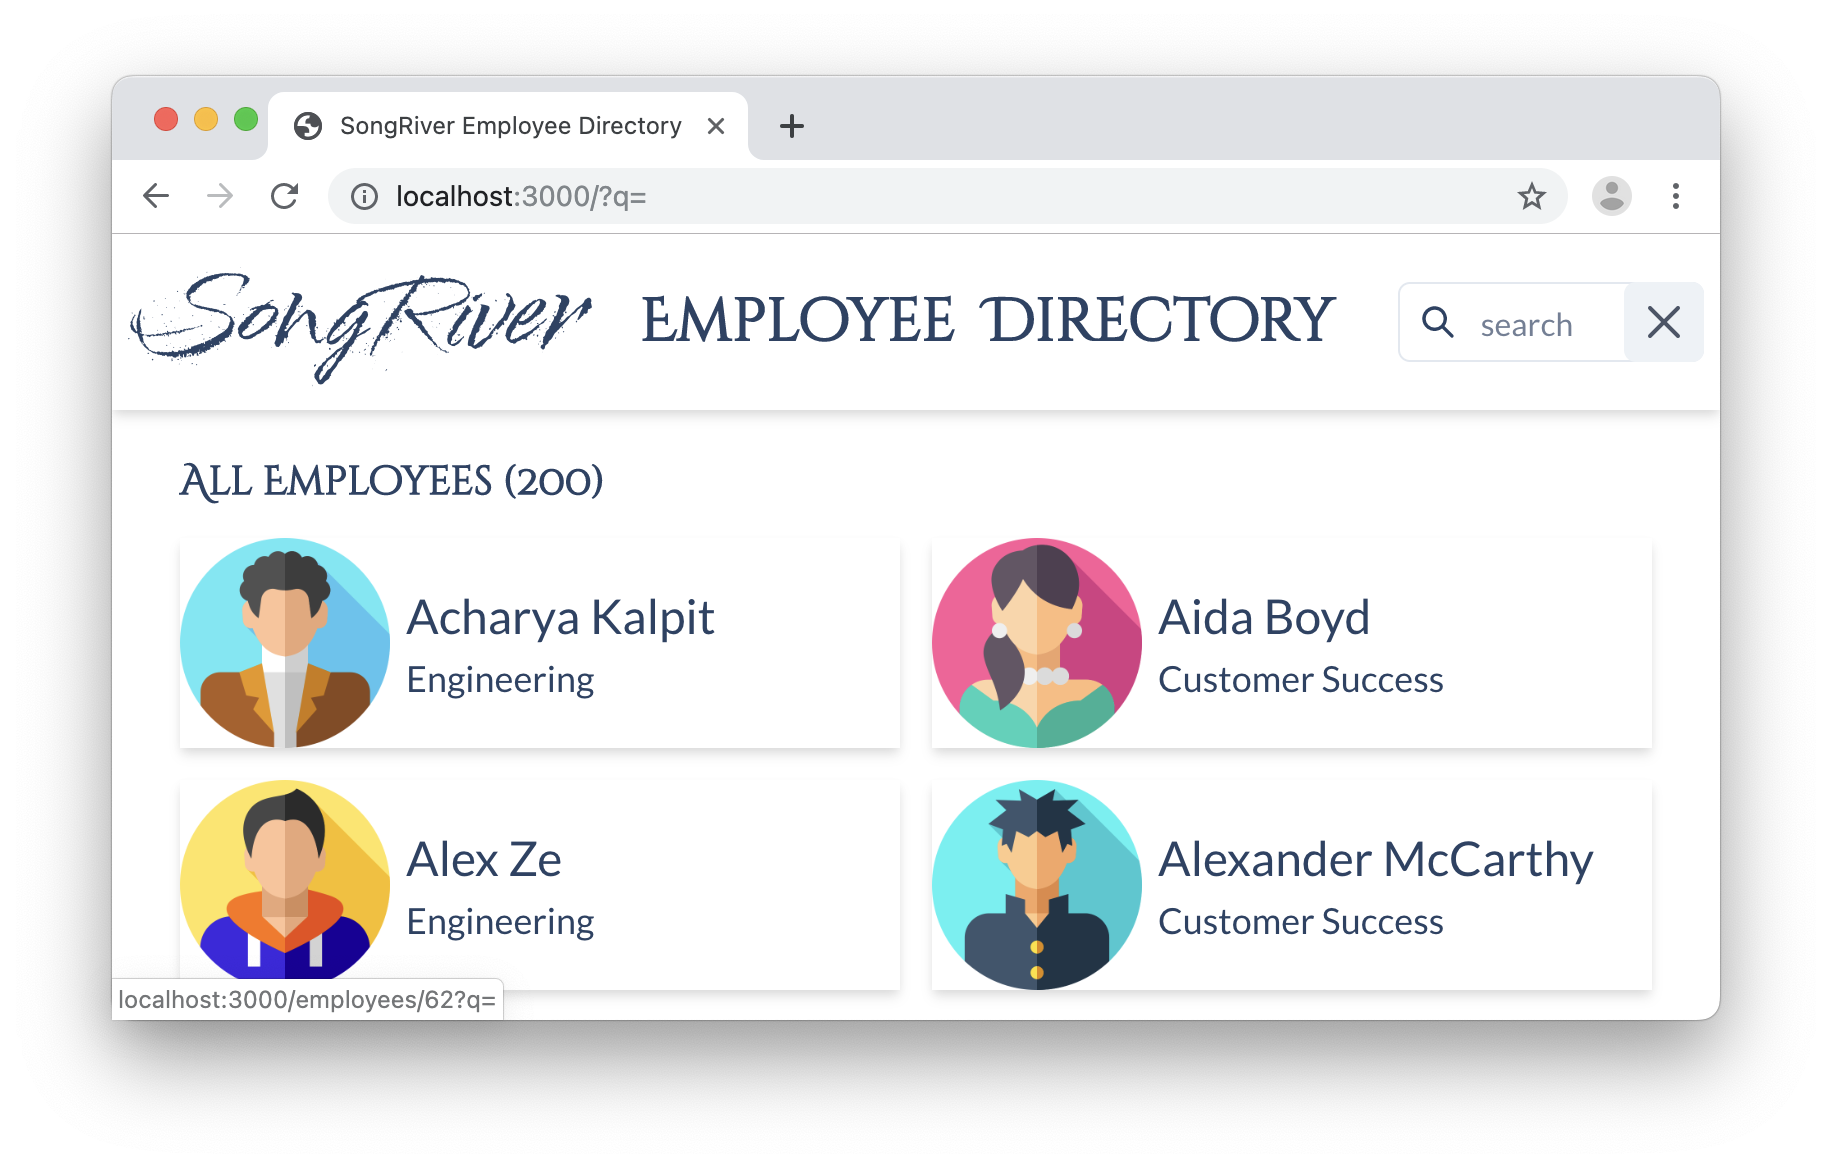 SongRiver Employee Directory
localhost:3000/?q=
SongRiver EMPLOYEE DIRECTORY
search
ALL EMPLOYEES (200)
Acharya Kalpit
Engineering
Aida Boyd
Customer Success
Alex Ze
Engineering
Alexander McCarthy
Customer Success
localhost:3000/employees/62?q=